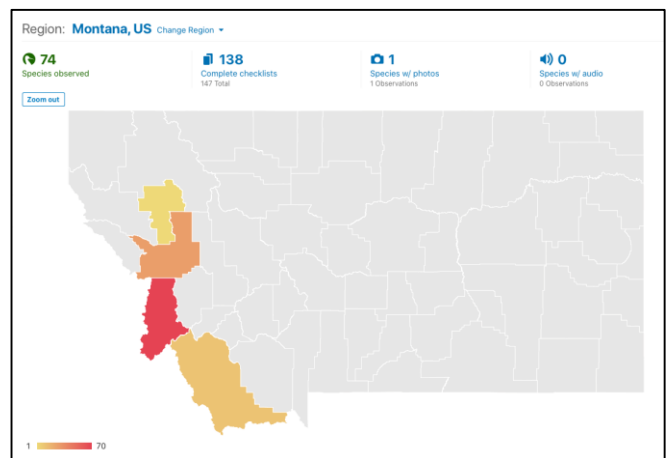 Region: Montana, US Change Region
74
Species observed
138
Complete checklists
147 Total
1
Species w/ photos
1 Observations
0
Species w/ audio
0 Observations
Zoom out
1 70